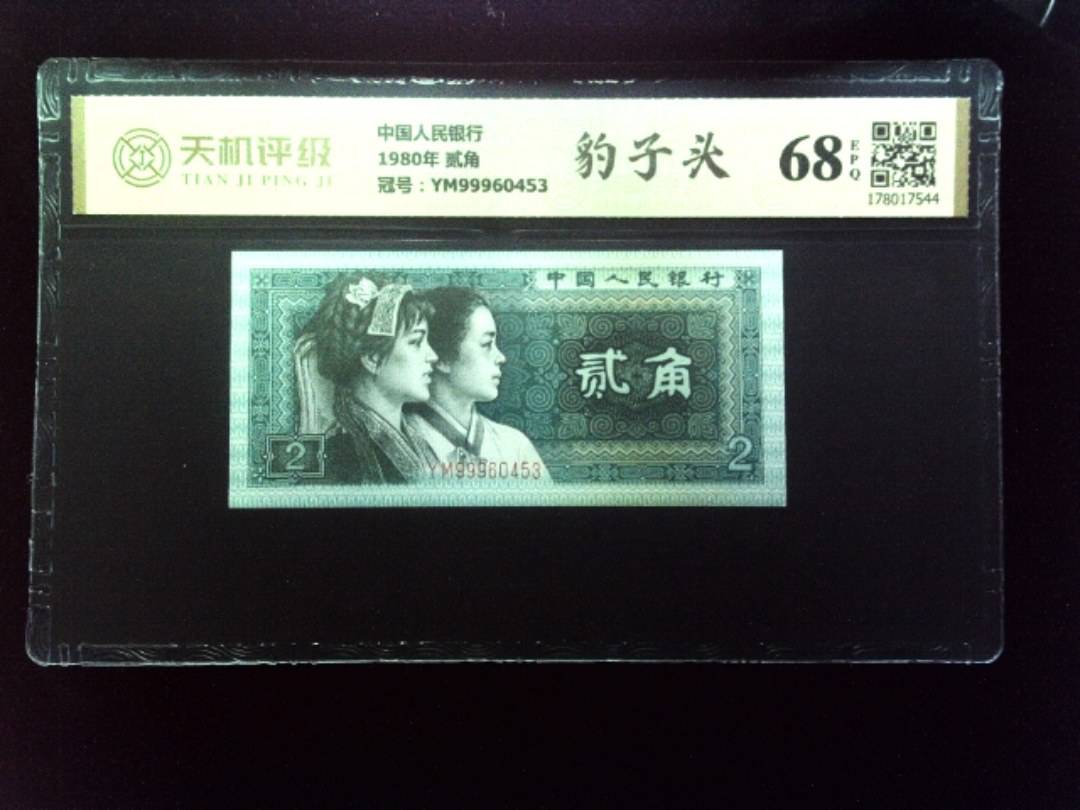 天机评级
TIAN JI PING JI
中国人民银行
1980年 贰角
冠号：YM99960453
豹子头
68
EPQ
178017544
中国人民银行
贰角
2
2
YM99960453